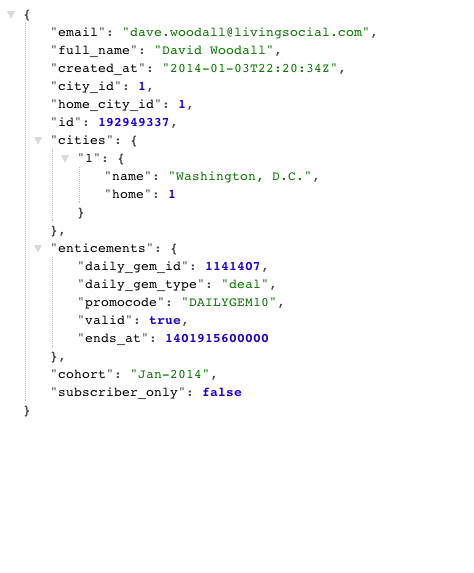 {
"email": "dave.woodall@livingsocial.com",
"full_name": "David Woodall",
"created_at": "2014-01-03T22:20:34Z",
"city_id": 1,
"home_city_id": 1,
"id": 192949337,
"cities": {
"1": {
"name": "Washington, D.C.",
"home": 1
}
},
"enticements": {
"daily_gem_id": 1141407,
"daily_gem_type": "deal",
"promocode": "DAILYGEM10",
"valid": true,
"ends_at": 1401915600000
},
"cohort": "Jan-2014",
"subscriber_only": false
}